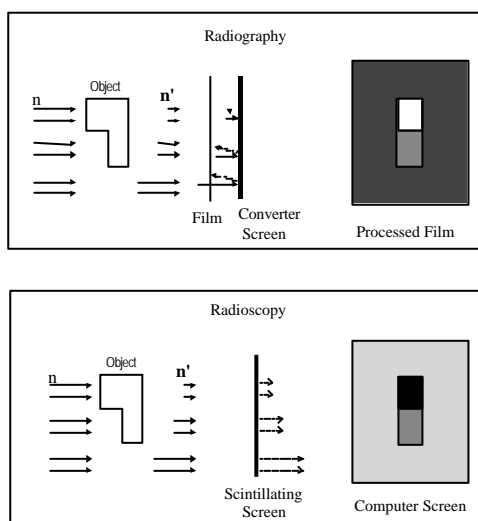 Radiography
Object
n
n'
Film
Converter
Screen
Processed Film
Radioscopy
Object
n
n'
Scintillating
Screen
Computer Screen